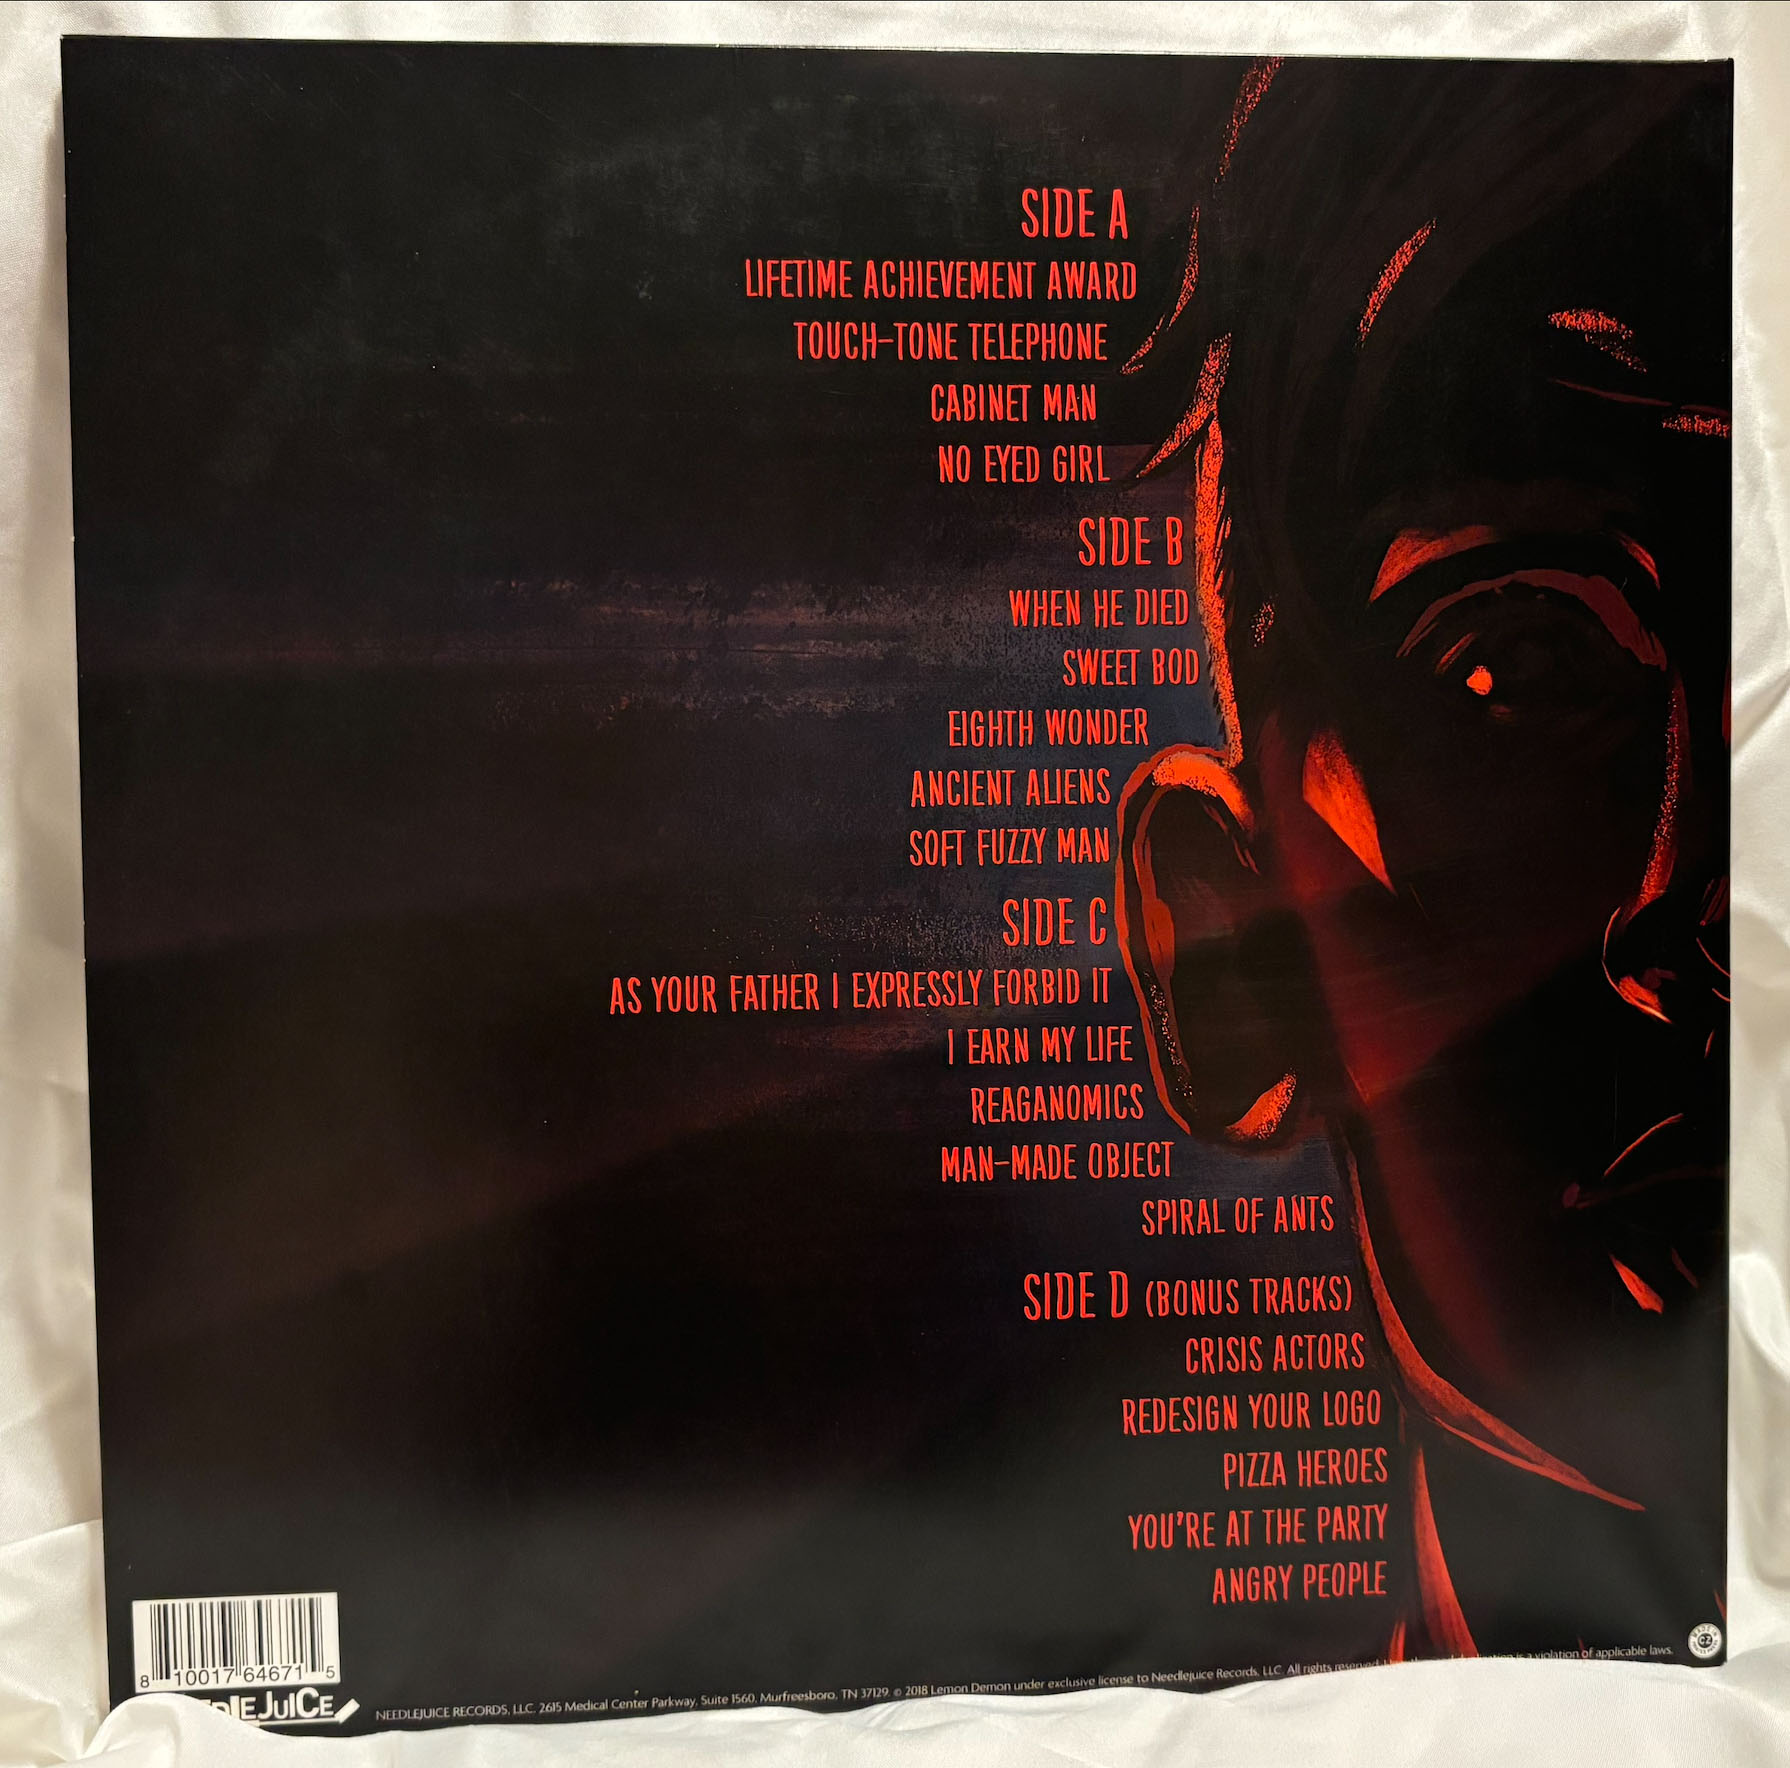 SIDE A
LIFETIME ACHIEVEMENT AWARD
TOUCH-TONE TELEPHONE
CABINET MAN
NO EYED GIRL
SIDE B
WHEN HE DIED
SWEET BOD
EIGHTH WONDER
ANCIENT ALIENS
SOFT FUZZY MAN
SIDE C
AS YOUR FATHER I EXPRESSLY FORBID IT
I EARN MY LIFE
REAGANOMICS
MAN-MADE OBJECT
SPIRAL OF ANTS
SIDE D (BONUS TRACKS)
CRISIS ACTORS
REDESIGN YOUR LOGO
PIZZA HEROES
YOU'RE AT THE PARTY
ANGRY PEOPLE
8 10017 64671 5
NEEDLEJUICE RECORDS, LLC. 2615 Medical Center Parkway, Suite 1560, Murfreesboro, TN 37129. © 2018 Lemon Demon under exclusive license to Needlejuice Records, LLC. All rights reserved. is a violation of applicable laws.
MADE IN
CZ